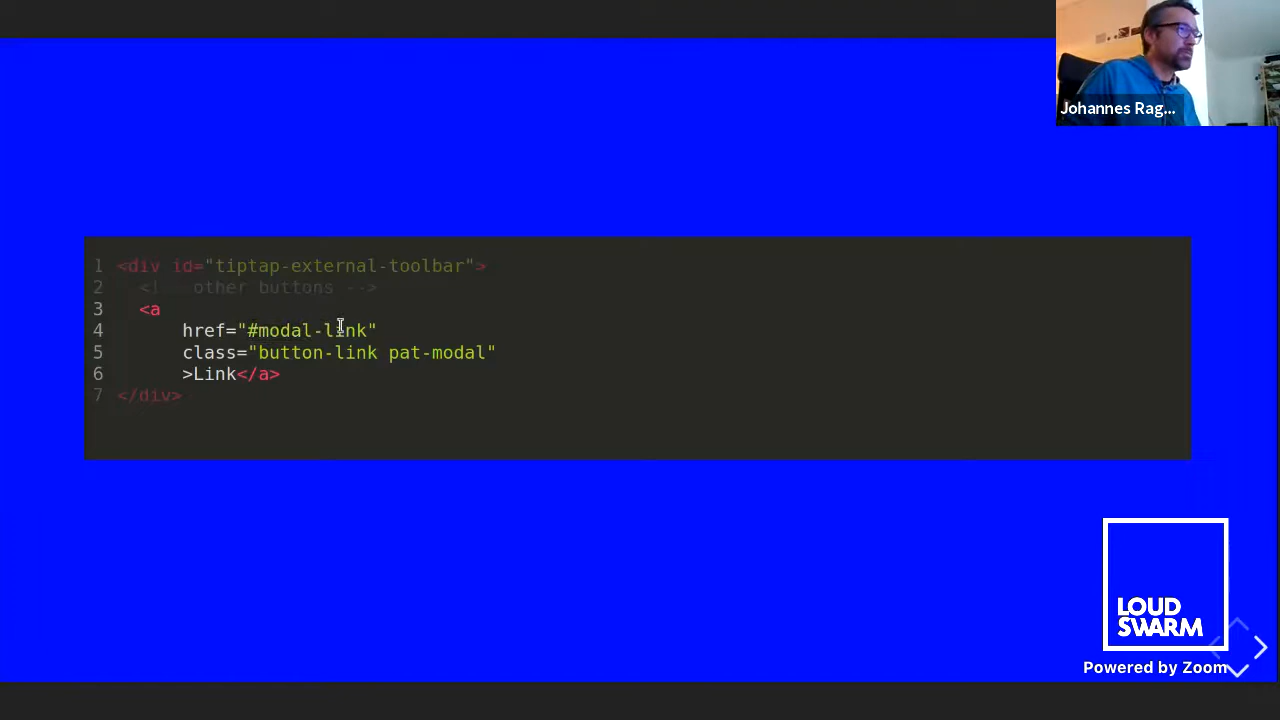 Johannes Rag...
1 <div id="tiptap-external-toolbar">
2 <!-- other buttons -->
3 <a
4 href="#modal-link"
5 class="button-link pat-modal"
6 >Link</a>
7 </div>
LOUD
SWARM
Powered by Zoom